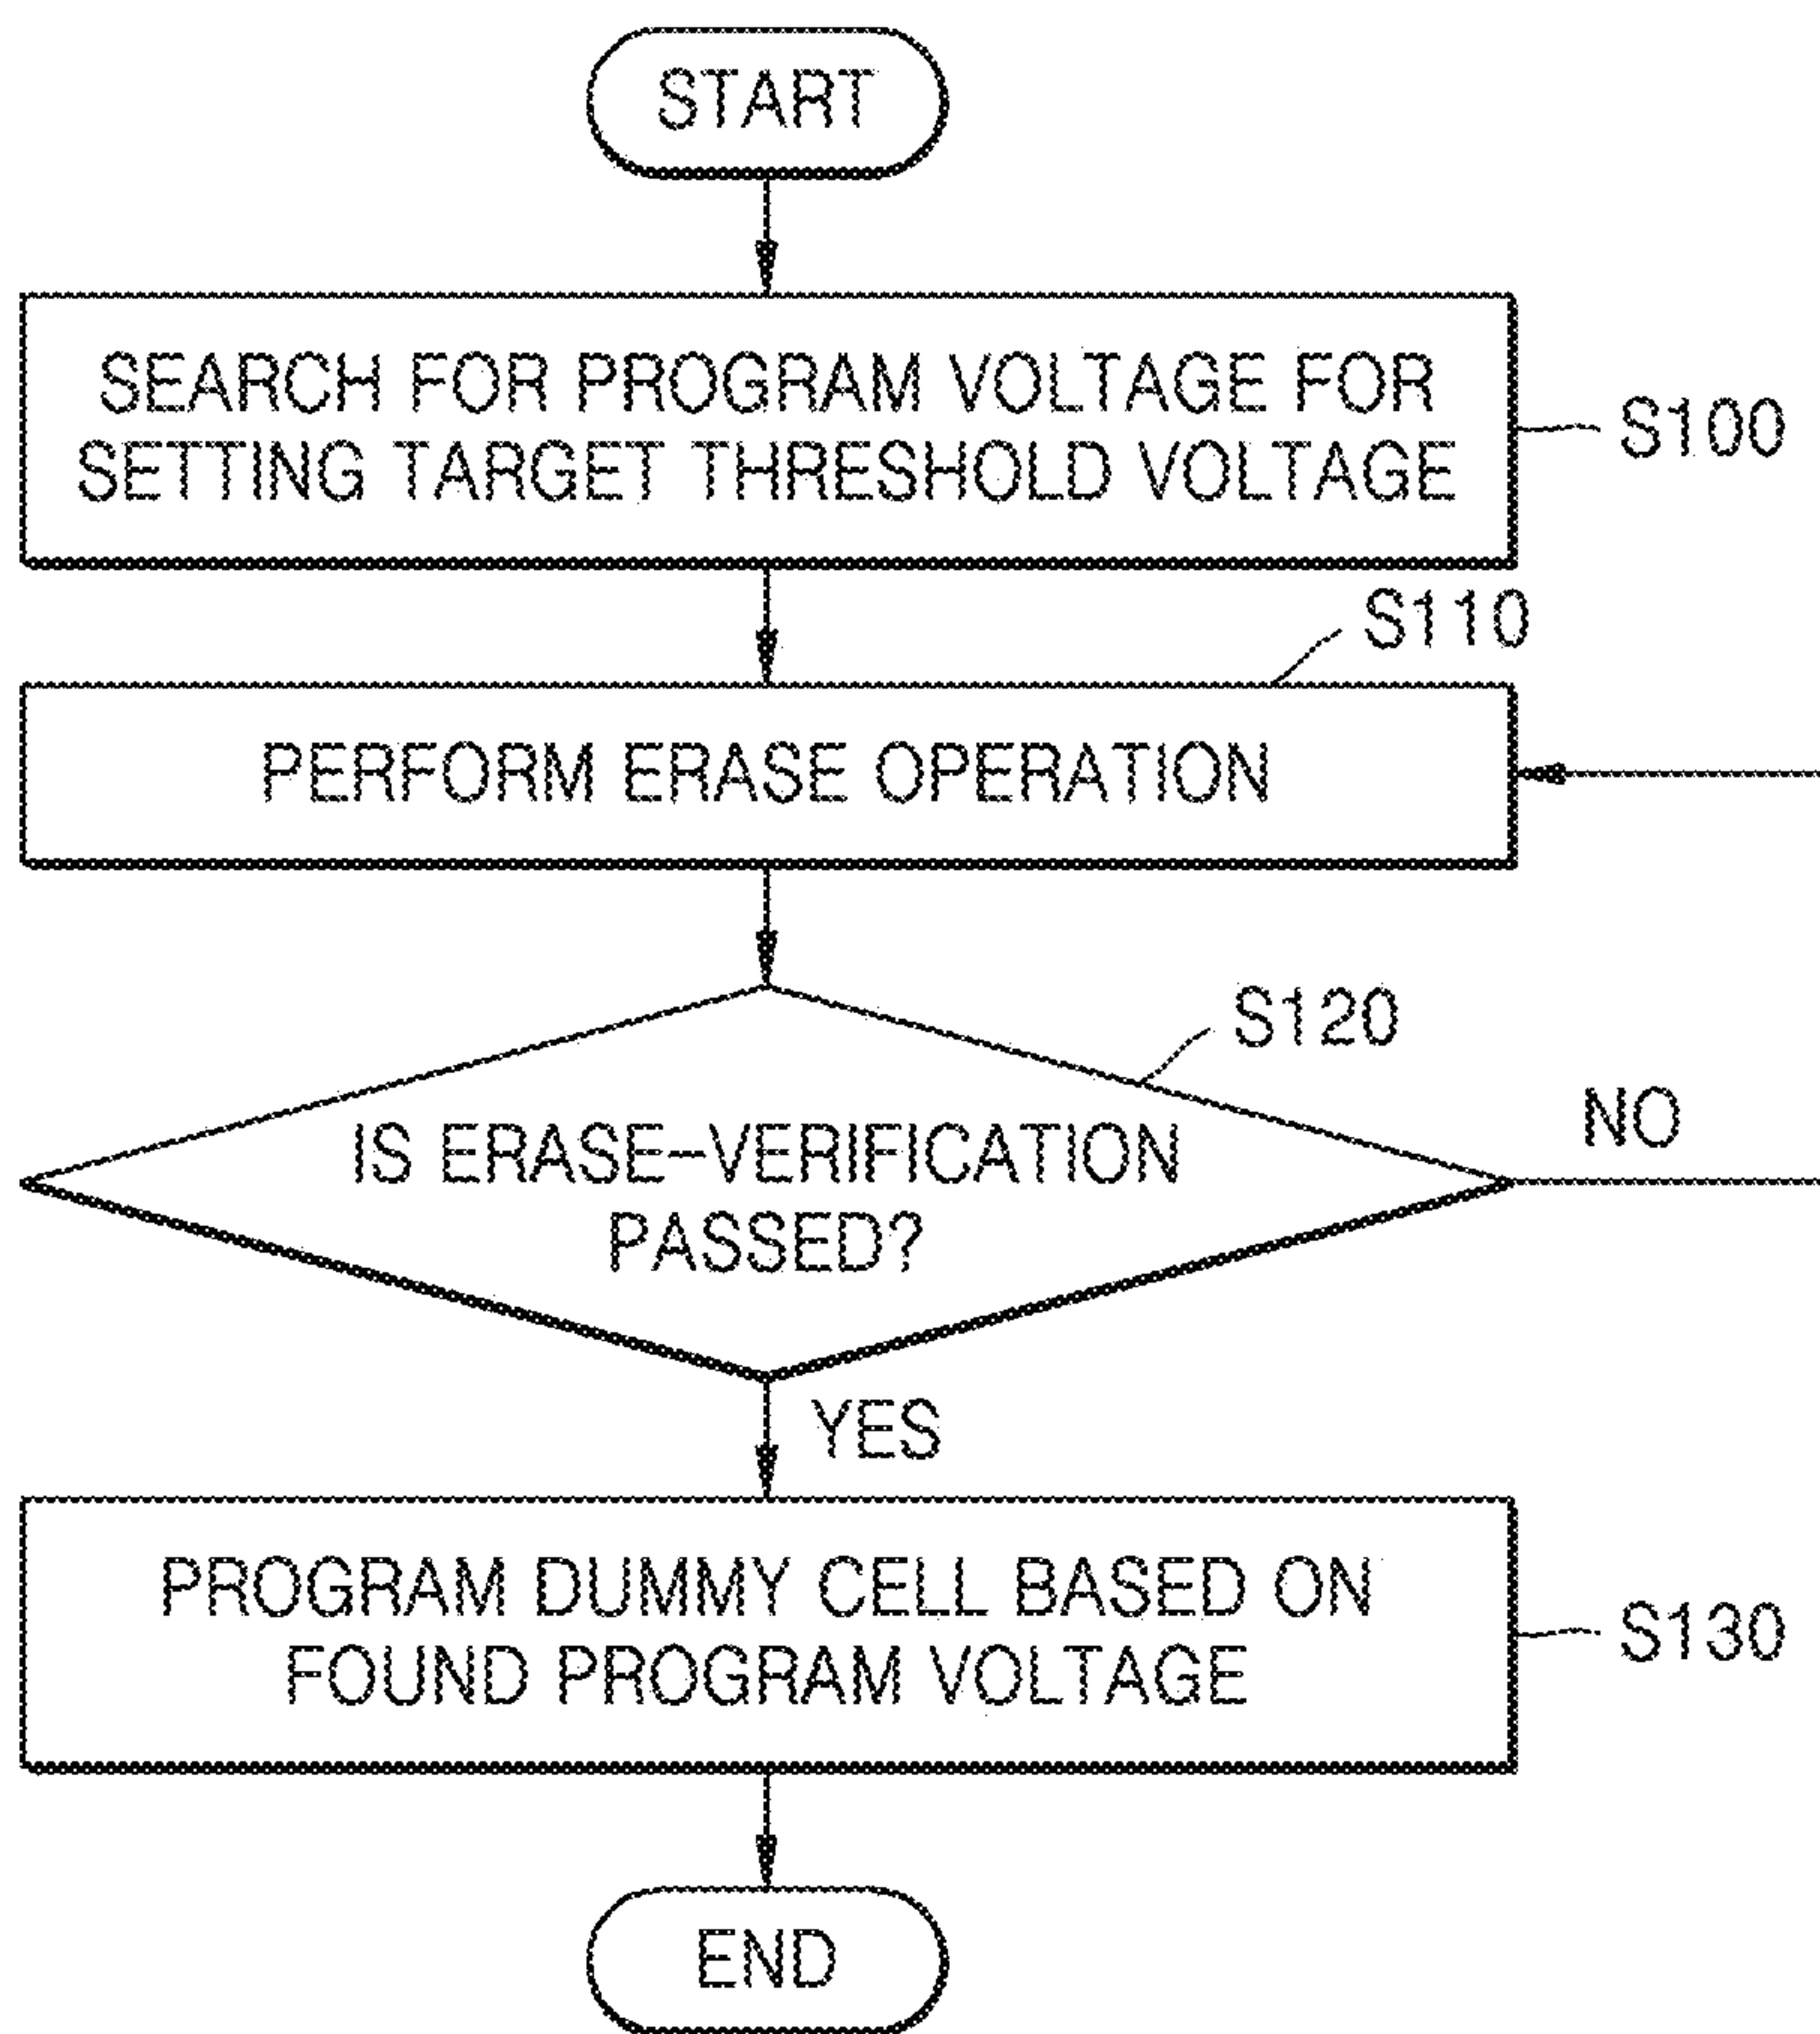 START
SEARCH FOR PROGRAM VOLTAGE FOR
SETTING TARGET THRESHOLD VOLTAGE
S100
S110
PERFORM ERASE OPERATION
S120
IS ERASE-VERIFICATION
PASSED?
NO
YES
PROGRAM DUMMY CELL BASED ON
FOUND PROGRAM VOLTAGE
S130
END